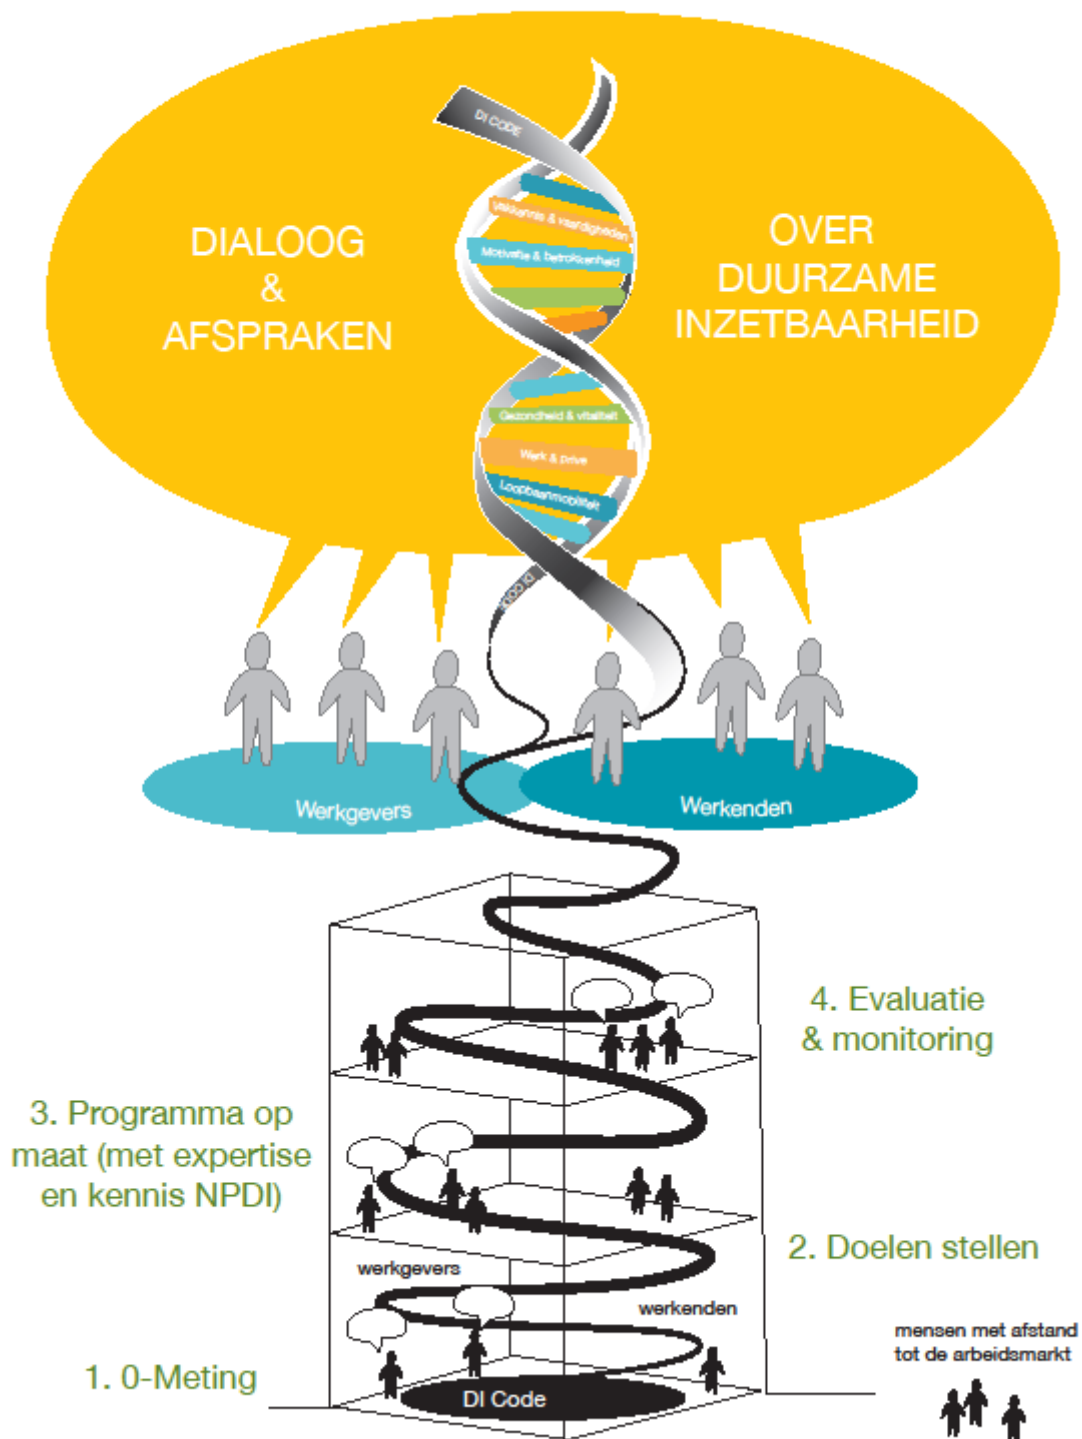 DI CODE
DIALOOG
&
AFSPRAKEN
OVER
DUURZAME
INZETBAARHEID
Vakkennis & vaardigheden
Motivatie & betrokkenheid
Gezondheid & vitaliteit
Werk & prive
Loopbaanmobiliteit
DI CODE
Werkgevers
Werkenden
4. Evaluatie
& monitoring
3. Programma op
maat (met expertise
en kennis NPDI)
2. Doelen stellen
werkgevers
werkenden
mensen met afstand
tot de arbeidsmarkt
1. 0-Meting
DI Code